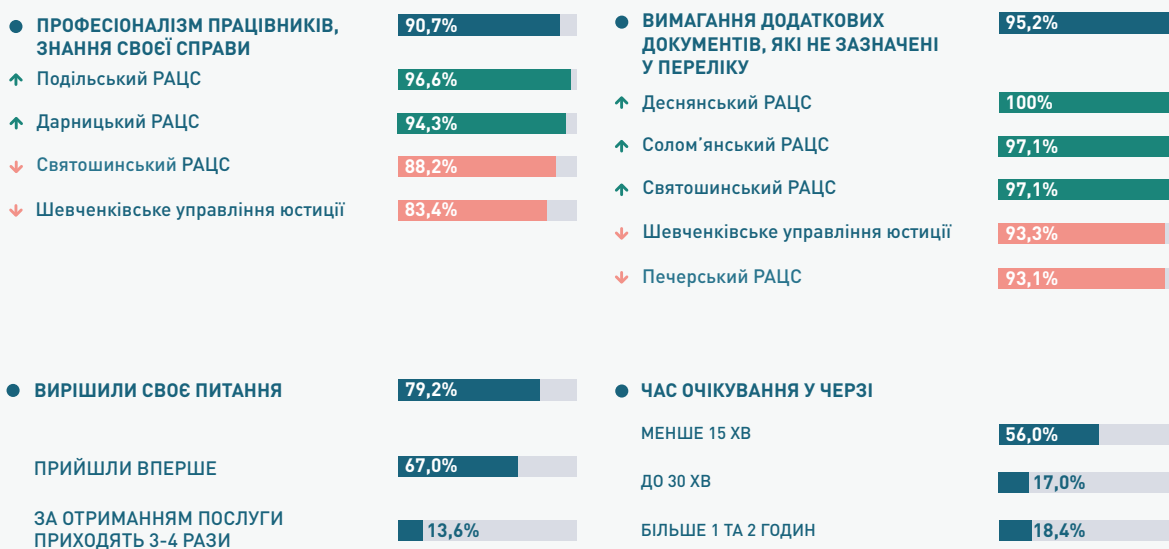 ПРОФЕСІОНАЛІЗМ ПРАЦІВНИКІВ,
ЗНАННЯ СВОЄЇ СПРАВИ
90,7%
Подільський РАЦС
96,6%
Дарницький РАЦС
94,3%
Святошинський РАЦС
88,2%
Шевченківське управління юстиції
83,4%
ВИМАГАННЯ ДОДАТКОВИХ
ДОКУМЕНТІВ, ЯКІ НЕ ЗАЗНАЧЕНІ
У ПЕРЕЛІКУ
95,2%
Деснянський РАЦС
100%
Солом’янський РАЦС
97,1%
Святошинський РАЦС
97,1%
Шевченківське управління юстиції
93,3%
Печерський РАЦС
93,1%
ВИРІШИЛИ СВОЄ ПИТАННЯ
79,2%
ПРИЙШЛИ ВПЕРШЕ
67,0%
ЗА ОТРИМАННЯМ ПОСЛУГИ
ПРИХОДЯТЬ 3-4 РАЗИ
13,6%
ЧАС ОЧІКУВАННЯ У ЧЕРЗІ
МЕНШЕ 15 ХВ
56,0%
ДО 30 ХВ
17,0%
БІЛЬШЕ 1 ТА 2 ГОДИН
18,4%